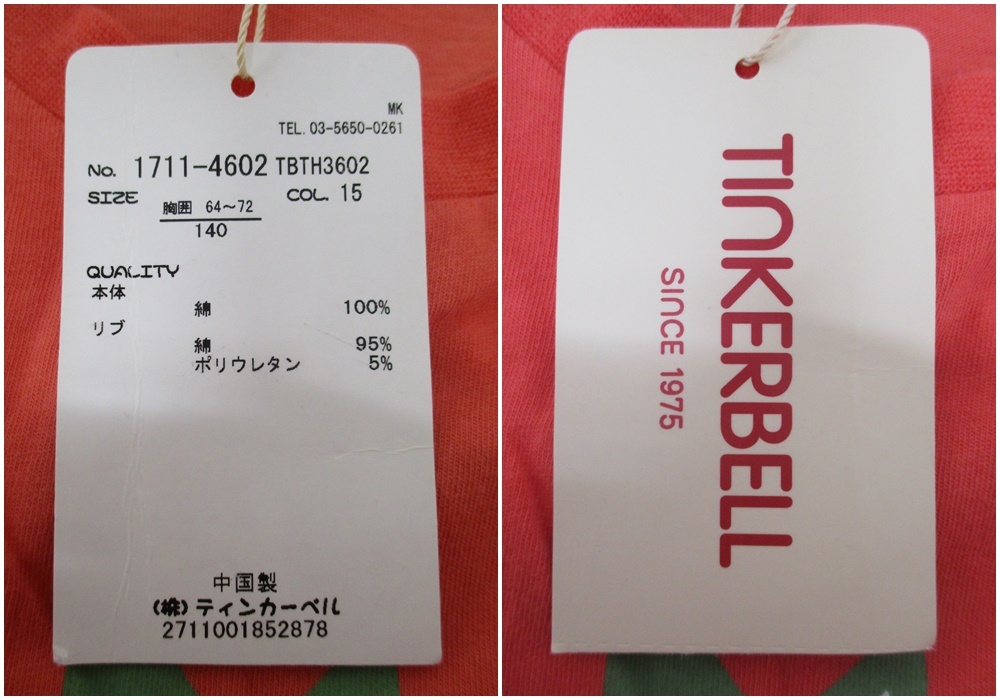 MK
TEL. 03-5650-0261
No. 1711-4602 TBTH3602
SIZE 胸囲 64～72 COL. 15
140
QUALITY
本体
綿 100%
リブ
綿 95%
ポリウレタン 5%
中国製
(株)ティンカーベル
2711001852878
TINKERBELL
SINCE 1975